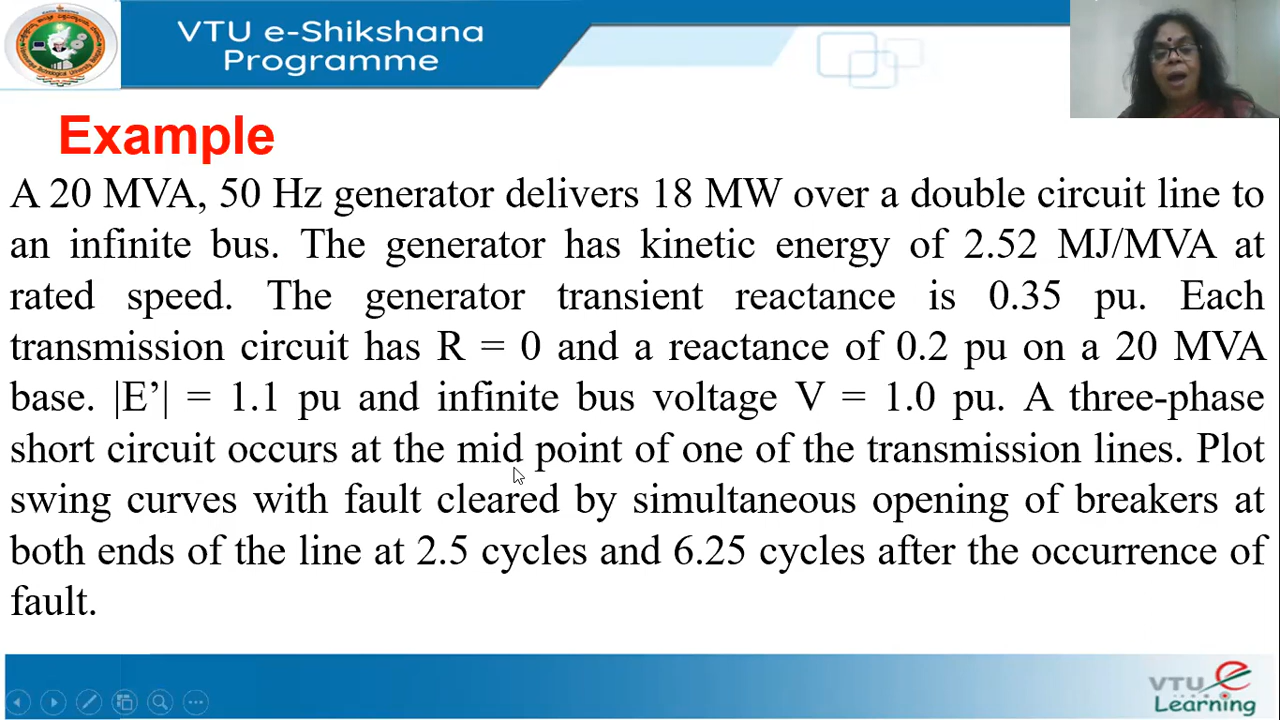 VTU e-Shikshana
Programme
Example
A 20 MVA, 50 Hz generator delivers 18 MW over a double circuit line to
an infinite bus. The generator has kinetic energy of 2.52 MJ/MVA at
rated speed. The generator transient reactance is 0.35 pu. Each
transmission circuit has R = 0 and a reactance of 0.2 pu on a 20 MVA
base. |E’| = 1.1 pu and infinite bus voltage V = 1.0 pu. A three-phase
short circuit occurs at the mid point of one of the transmission lines. Plot
swing curves with fault cleared by simultaneous opening of breakers at
both ends of the line at 2.5 cycles and 6.25 cycles after the occurrence of
fault.
VTU e
Learning